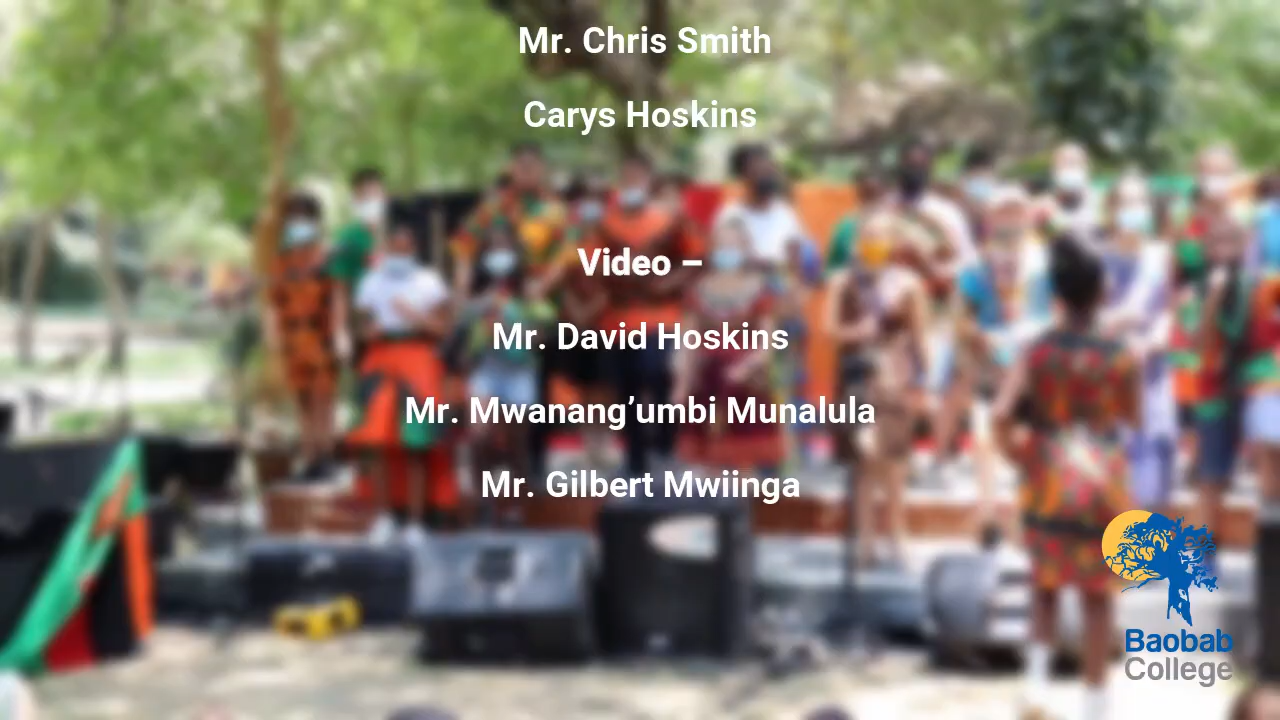 Mr. Chris Smith
Carys Hoskins
Video –
Mr. David Hoskins
Mr. Mwanang’umbi Munalula
Mr. Gilbert Mwiinga
Baobab
College